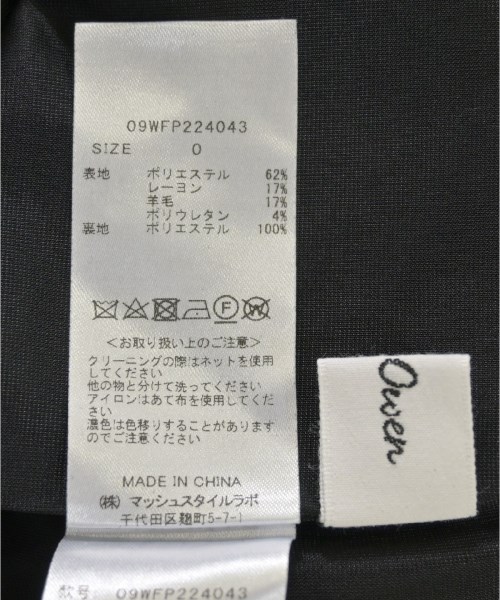 09WFP224043
SIZE 0
表地 ポリエステル 62%
レーヨン 17%
羊毛 17%
ポリウレタン 4%
裏地 ポリエステル 100%
F W
<お取り扱い上のご注意>
クリーニングの際はネットを使用
してください
他の物と分けて洗ってください
アイロンはあて布を使用してくだ
さい
濃色は色移りすることがあります
のでご注意ください
MADE IN CHINA
(株) マッシュスタイルラボ
千代田区麹町5-7-1
款号 09WFP224043
Owen